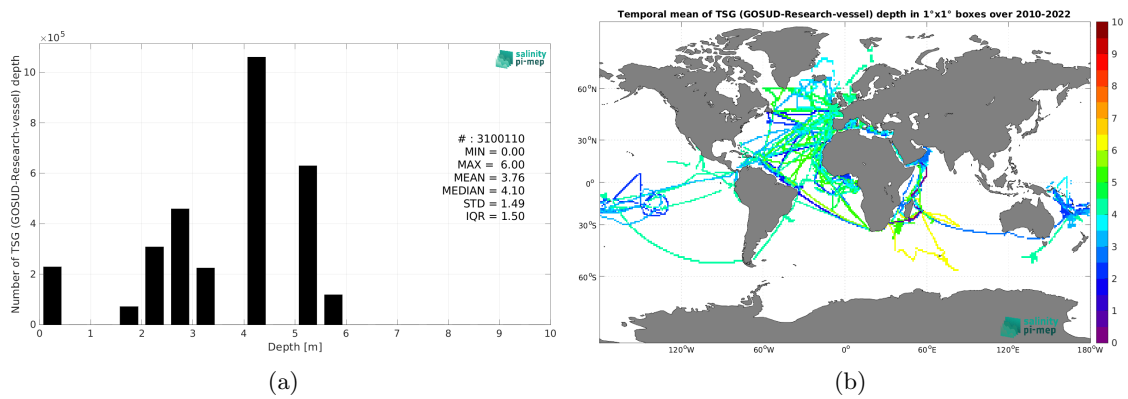 ×10⁵
10
8
6
4
2
0
Number of TSG (GOSUD-Research-vessel) depth
salinity
pi-mep
# : 3100110
MIN = 0.00
MAX = 6.00
MEAN = 3.76
MEDIAN = 4.10
STD = 1.49
IQR = 1.50
0 1 2 3 4 5 6 7 8 9 10
Depth [m]
(a)
Temporal mean of TSG (GOSUD-Research-vessel) depth in 1°x1° boxes over 2010-2022
60°N
30°N
0°
30°S
60°S
120°W 60°W 0° 60°E 120°E 180°W
salinity
pi-mep
10
9
8
7
6
5
4
3
2
1
0
(b)